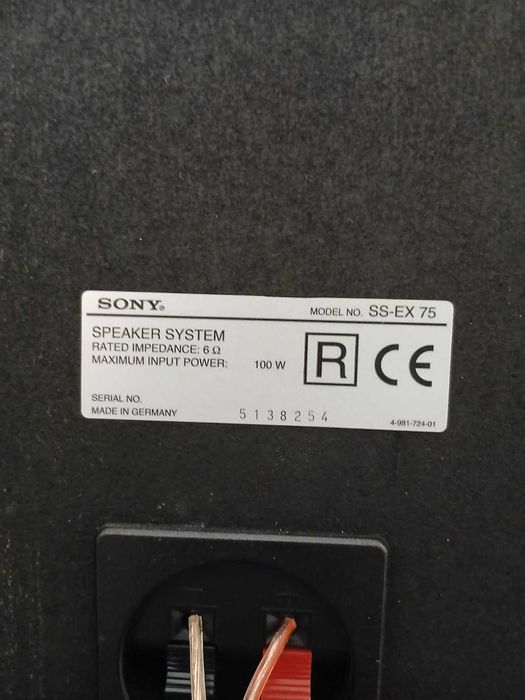 SONY®
MODEL NO. SS-EX 75
SPEAKER SYSTEM
RATED IMPEDANCE: 6 Ω
MAXIMUM INPUT POWER: 100 W
R CE
SERIAL NO.
MADE IN GERMANY 5138254
4-981-724-01